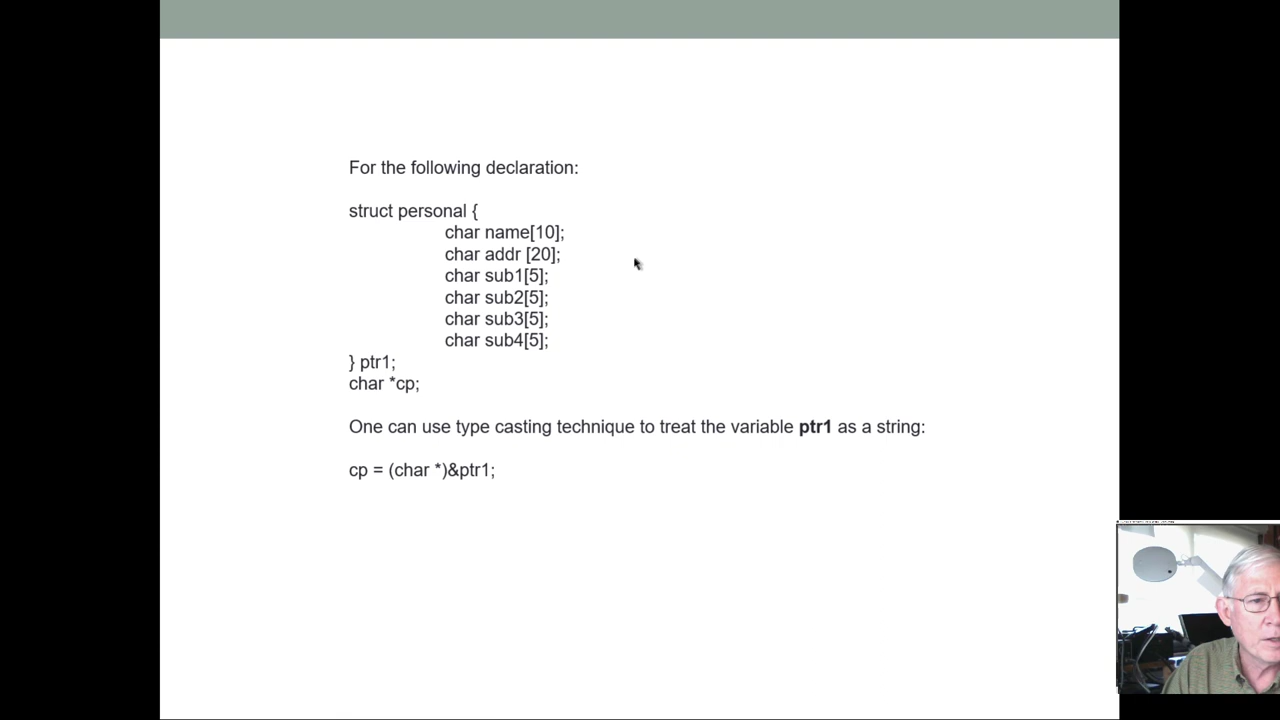 For the following declaration:
struct personal {
char name[10];
char addr [20];
char sub1[5];
char sub2[5];
char sub3[5];
char sub4[5];
} ptr1;
char *cp;
One can use type casting technique to treat the variable ptr1 as a string:
cp = (char *)&ptr1;